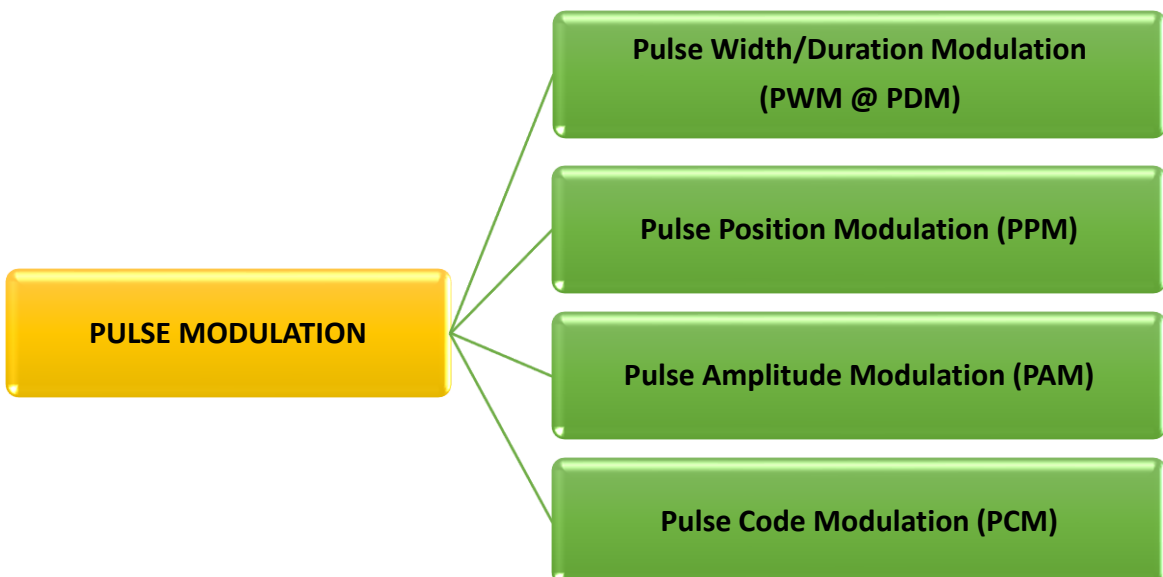 Pulse Width/Duration Modulation
(PWM @ PDM)
Pulse Position Modulation (PPM)
PULSE MODULATION
Pulse Amplitude Modulation (PAM)
Pulse Code Modulation (PCM)